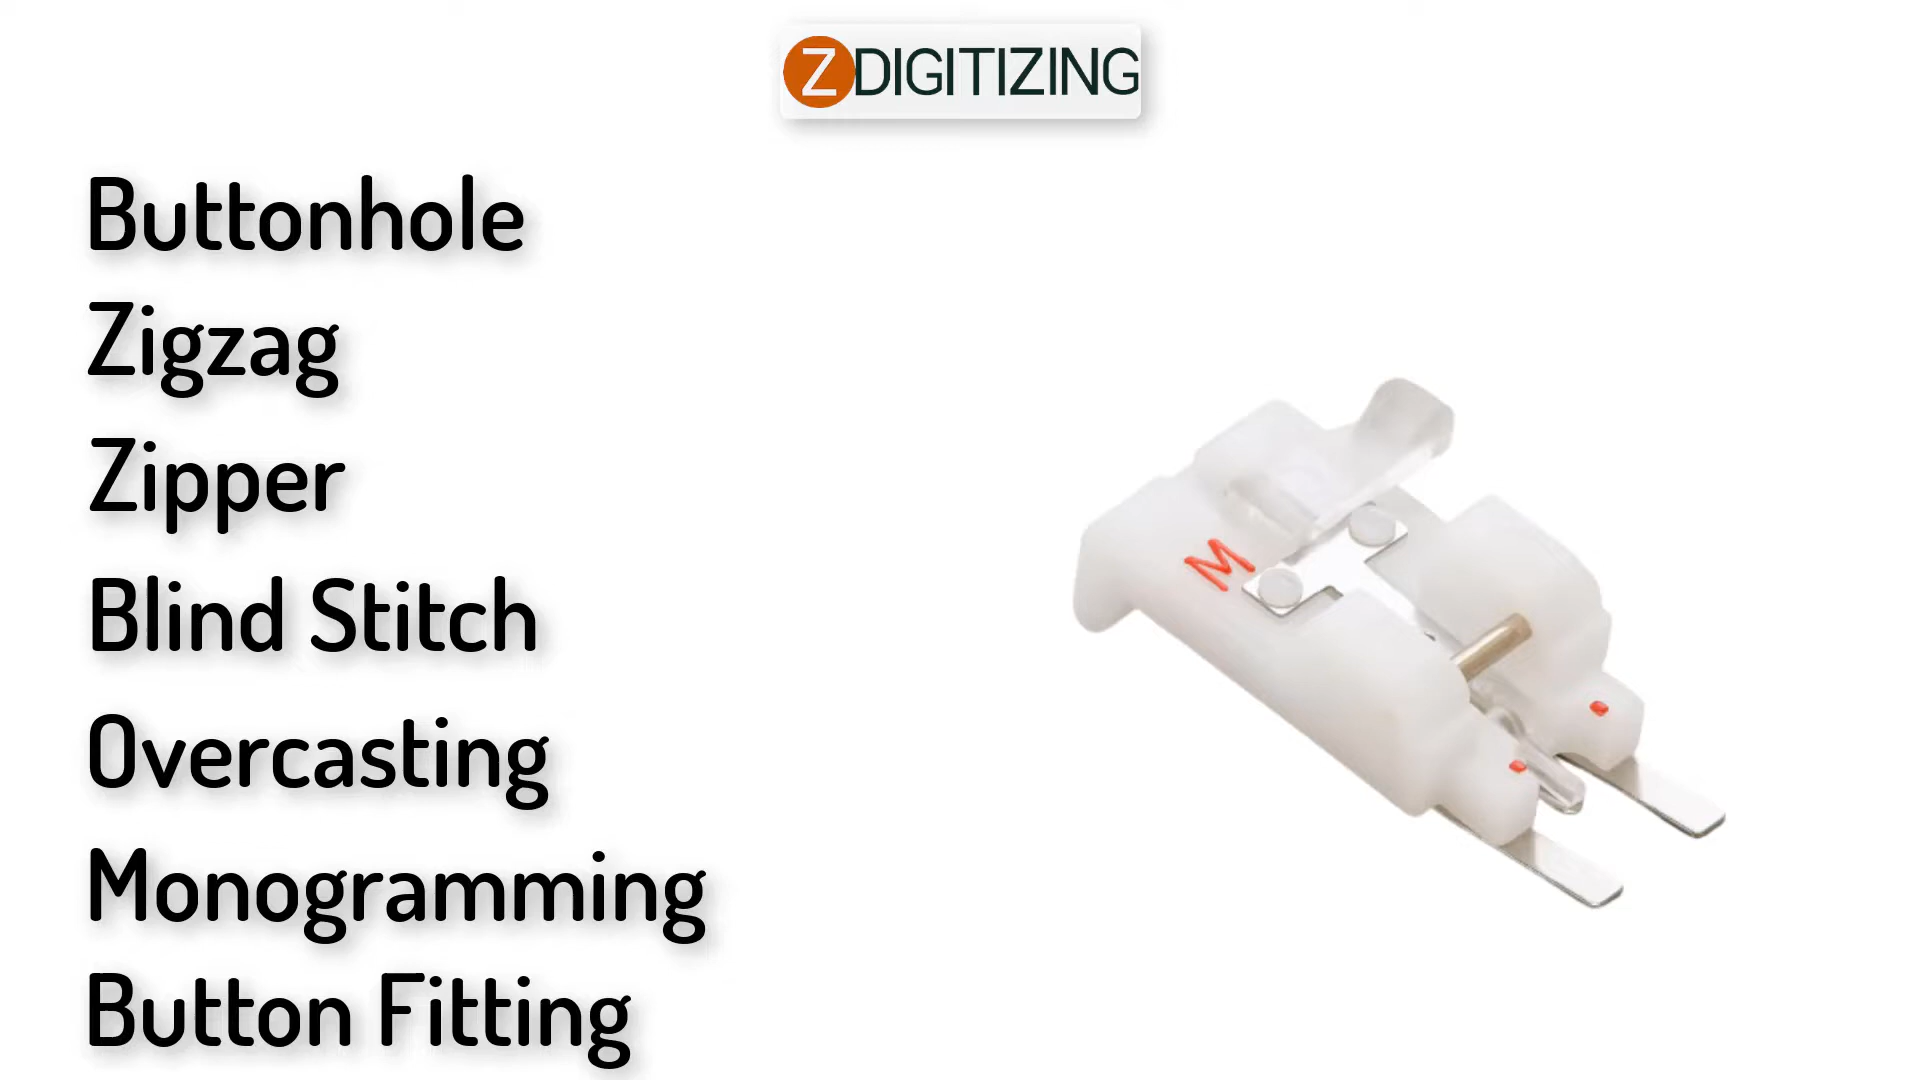 ZDIGITIZING
Buttonhole
Zigzag
Zipper
Blind Stitch
M
Overcasting
Monogramming
Button Fitting